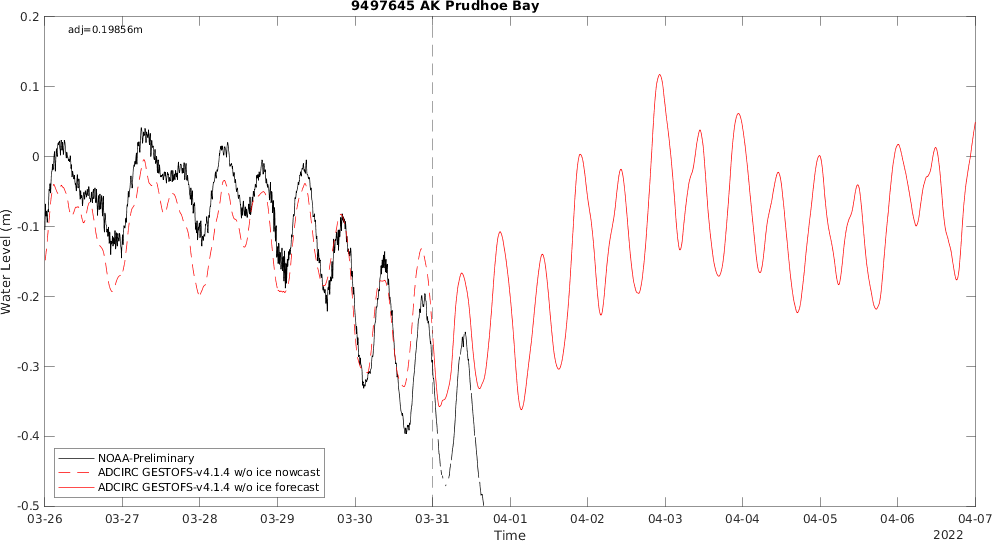 9497645 AK Prudhoe Bay
adj=0.19856m
0.2
0.1
0
-0.1
-0.2
-0.3
-0.4
-0.5
Water Level (m)
NOAA-Preliminary
ADCIRC GESTOFS-v4.1.4 w/o ice nowcast
ADCIRC GESTOFS-v4.1.4 w/o ice forecast
03-26 03-27 03-28 03-29 03-30 03-31 04-01 04-02 04-03 04-04 04-05 04-06 04-07
Time
2022